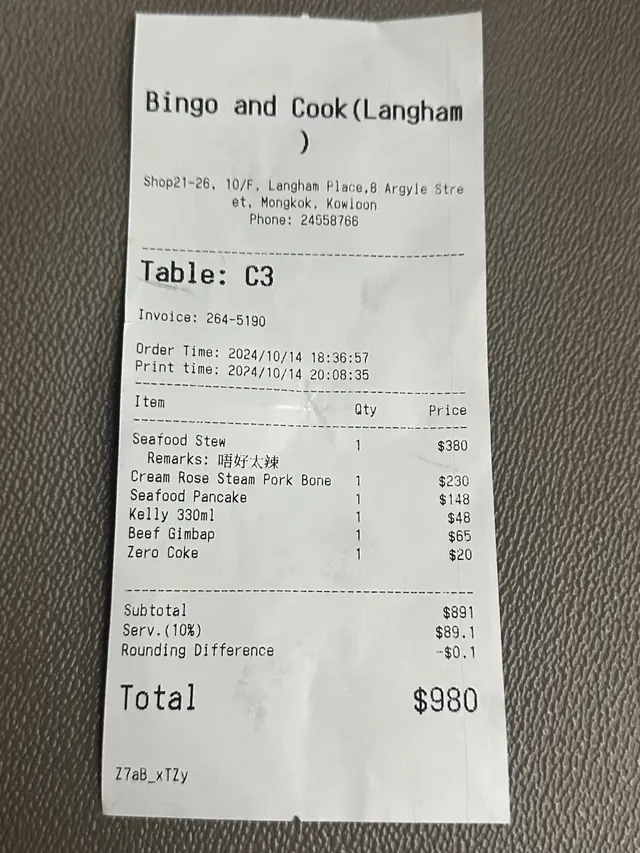 Bingo and Cook(Langham
)
Shop21-26, 10/F, Langham Place,8 Argyle Stre
et, Mongkok, Kowloon
Phone: 24558766
Table: C3
Invoice: 264-5190
Order Time: 2024/10/14 18:36:57
Print time: 2024/10/14 20:08:35
Item Qty Price
Seafood Stew 1 $380
Remarks: 唔好太辣
Cream Rose Steam Pork Bone 1 $230
Seafood Pancake 1 $148
Kelly 330ml 1 $48
Beef Gimbap 1 $65
Zero Coke 1 $20
Subtotal $891
Serv.(10%) $89.1
Rounding Difference -$0.1
Total $980
Z7aB_xTZy